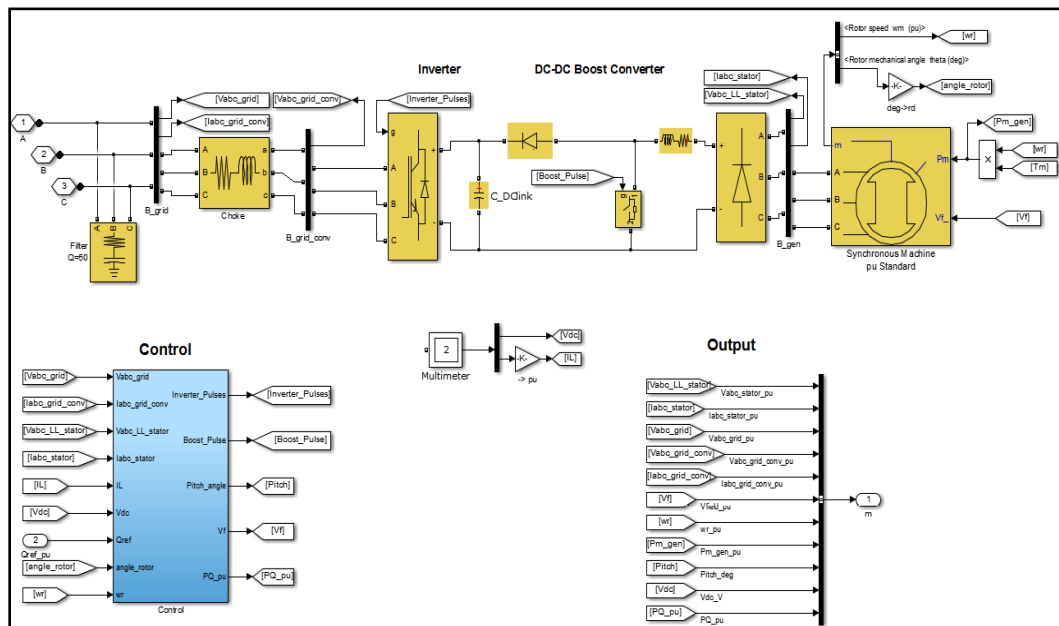 <Rotor speed wm (pu)>
[wr]
<Rotor mechanical angle theta (deg)>
-K-
[angle_rotor]
deg->rd
Inverter
DC-DC Boost Converter
[Iabc_stator]
[Vabc_LL_stator]
[Vabc_grid]
[Vabc_grid_conv]
[Inverter_Pulses]
[Iabc_grid_conv]
[Pm_gen]
[wr]
[Tm]
×
1
A
2
B
3
C
A
B
C
a
b
c
Choke
B_grid
B_grid_conv
g
A
B
C
+
-
C_DClink
[Boost_Pulse]
g
1
2
+
-
A
B
C
B_gen
m
A
B
C
Pm
Vf_
[Vf]
Synchronous Machine
pu Standard
A
B
C
Filter
Q=50
Control
[Vabc_grid]
[Iabc_grid_conv]
[Vabc_LL_stator]
[Iabc_stator]
[IL]
[Vdc]
2
Qref_pu
[angle_rotor]
[wr]
Vabc_grid
Iabc_grid_conv
Vabc_LL_stator
Iabc_stator
IL
Vdc
Qref
angle_rotor
wr
Inverter_Pulses
Boost_Pulse
Pitch_angle
Vf
PQ_pu
Control
[Inverter_Pulses]
[Boost_Pulse]
[Pitch]
[Vf]
[PQ_pu]
2
Multimeter
[Vdc]
-K-
[IL]
-> pu
Output
[Vabc_LL_stator]
Vabc_stator_pu
[Iabc_stator]
Iabc_stator_pu
[Vabc_grid]
Vabc_grid_pu
[Vabc_grid_conv]
Vabc_grid_conv_pu
[Iabc_grid_conv]
Iabc_grid_conv_pu
[Vf]
Vfield_pu
[wr]
wr_pu
[Pm_gen]
Pm_gen_pu
[Pitch]
Pitch_deg
[Vdc]
Vdc_V
[PQ_pu]
PQ_pu
1
m